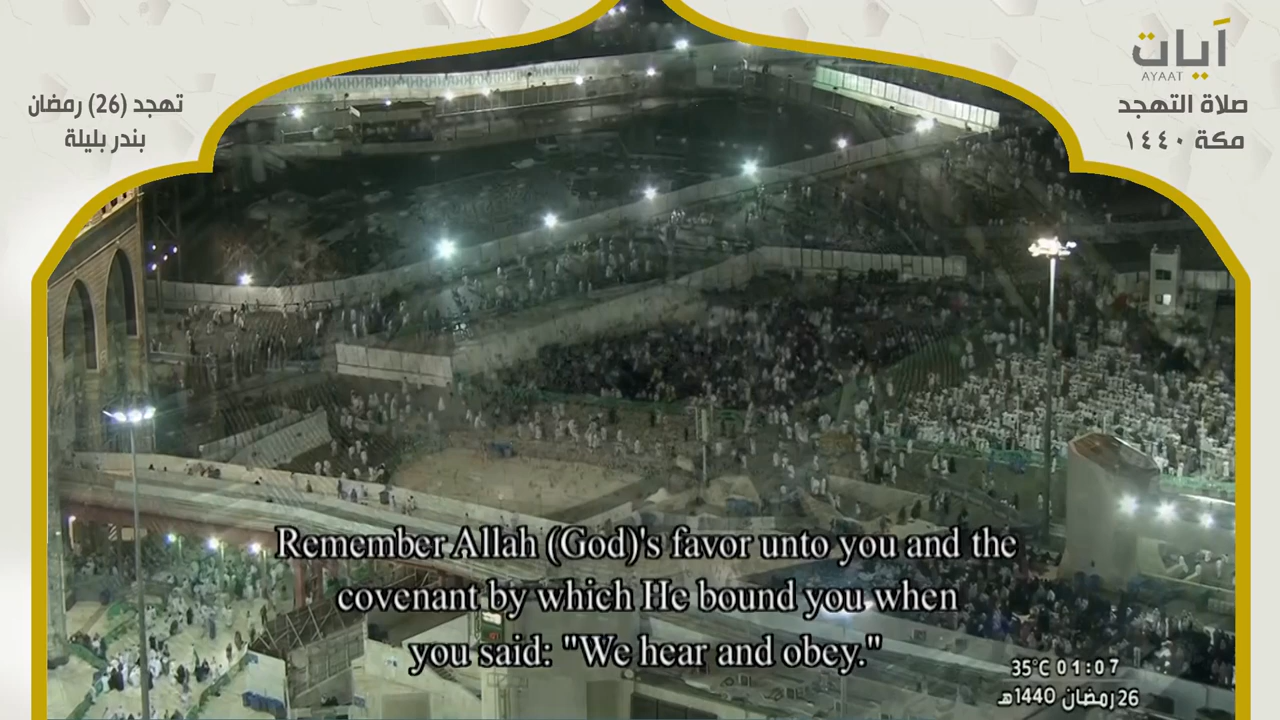 آيات
AYAAT
صلاة التهجد
مكة ١٤٤٠
تهجد (26) رمضان
بندر بليلة
Remember Allah (God)'s favor unto you and the
covenant by which He bound you when
you said: "We hear and obey."
35°C 01:07
26 رمضان 1440هـ